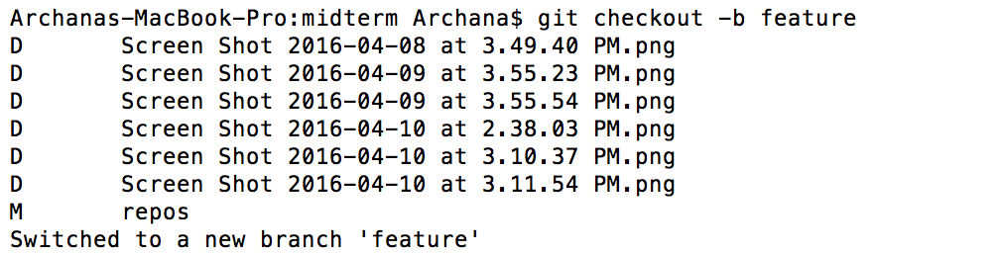 Archanas-MacBook-Pro:midterm Archana$ git checkout -b feature
D       Screen Shot 2016-04-08 at 3.49.40 PM.png
D       Screen Shot 2016-04-09 at 3.55.23 PM.png
D       Screen Shot 2016-04-09 at 3.55.54 PM.png
D       Screen Shot 2016-04-10 at 2.38.03 PM.png
D       Screen Shot 2016-04-10 at 3.10.37 PM.png
D       Screen Shot 2016-04-10 at 3.11.54 PM.png
M       repos
Switched to a new branch 'feature'